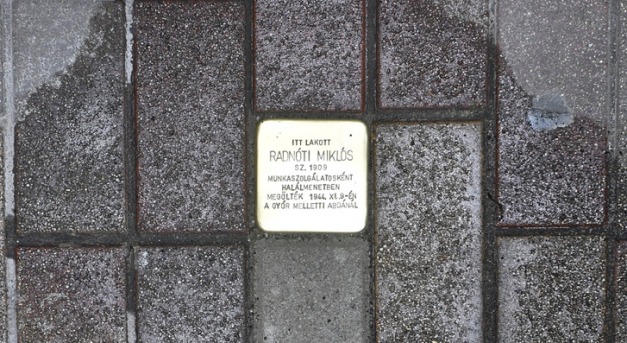 ITT LAKOTT
RADNÓTI MIKLÓS
SZ. 1909
MUNKASZOLGÁLATOSKÉNT
HALÁLMENETBEN
MEGÖLTÉK 1944. XI.9-ÉN
A GYŐR MELLETTI ABDÁNÁL